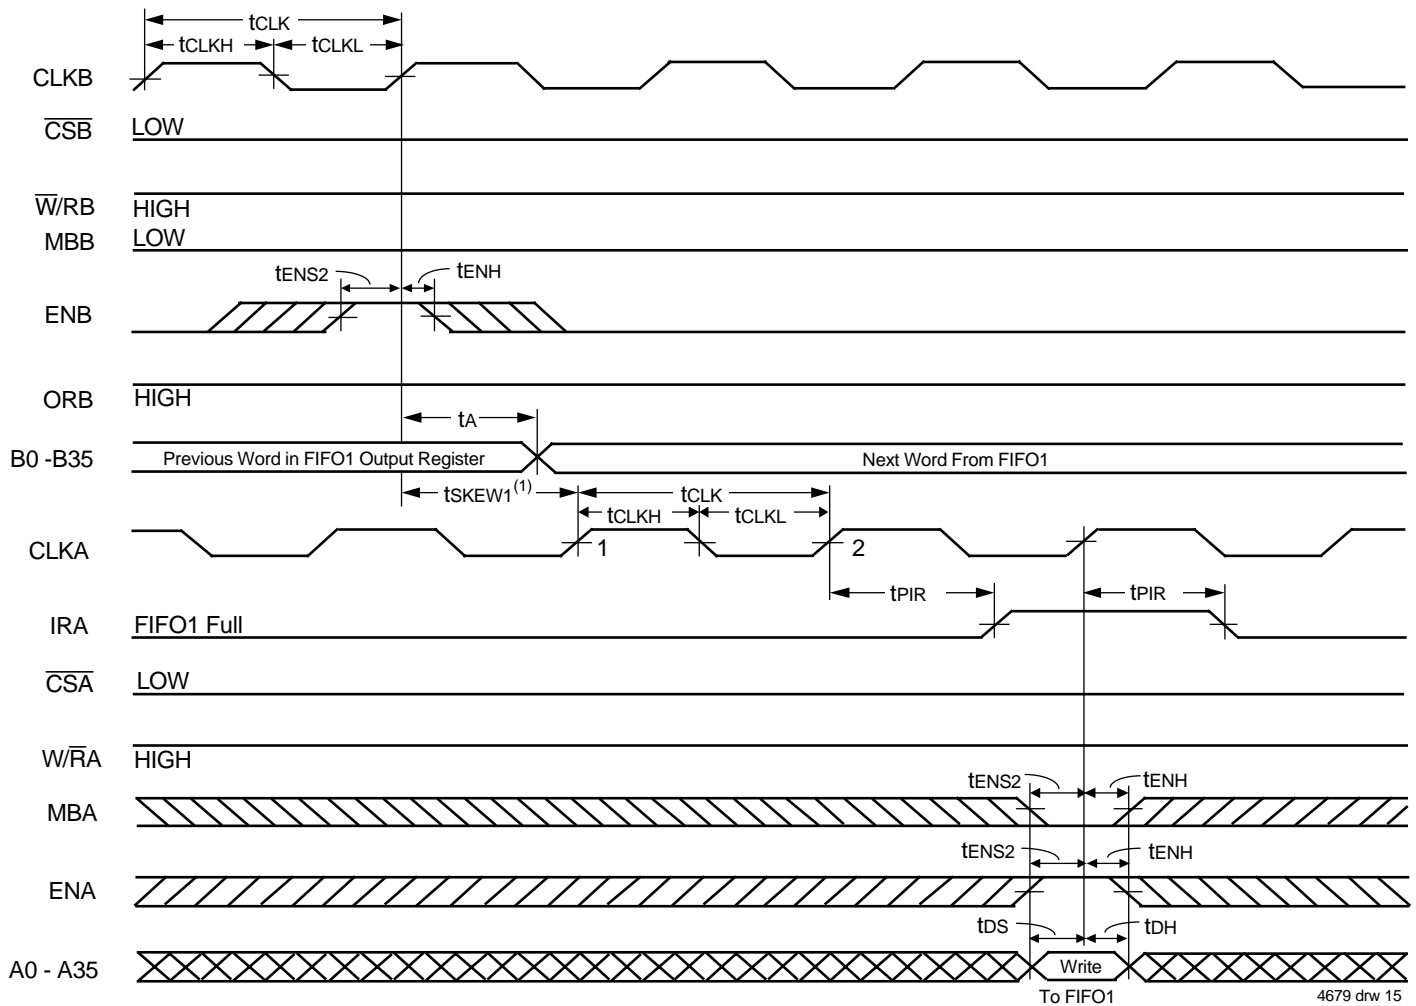 tCLK
tCLKH tCLKL
CLKB
CSB LOW
W/RB HIGH
MBB LOW
tENS2 tENH
ENB
ORB HIGH
tA
B0 -B35 Previous Word in FIFO1 Output Register Next Word From FIFO1
tSKEW1(1) tCLK
tCLKH tCLKL
CLKA 1 2
tPIR tPIR
IRA FIFO1 Full
CSA LOW
W/RA HIGH
tENS2 tENH
MBA
tENS2 tENH
ENA
tDS tDH
A0 - A35 Write
To FIFO1
4679 drw 15